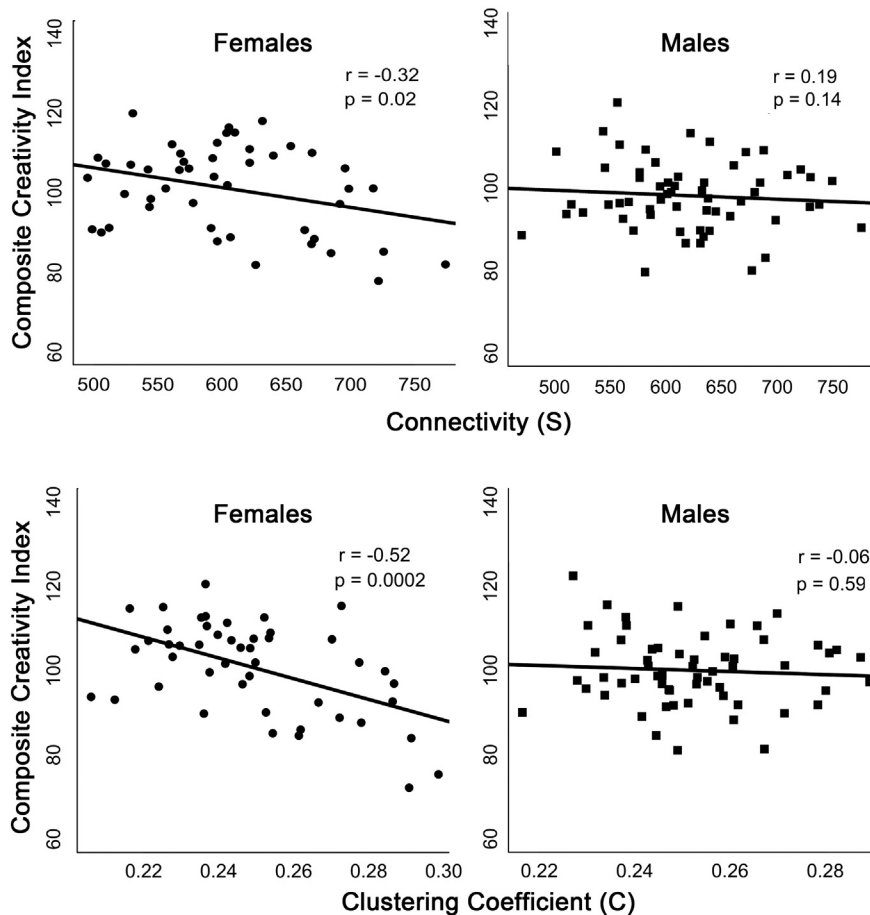 Females
Males
r = -0.32
p = 0.02
r = 0.19
p = 0.14
Composite Creativity Index
140
120
100
80
60
140
120
100
80
60
500 550 600 650 700 750
500 550 600 650 700 750
Connectivity (S)
Females
Males
r = -0.52
p = 0.0002
r = -0.06
p = 0.59
Composite Creativity Index
140
120
100
80
60
140
120
100
80
60
0.22 0.24 0.26 0.28 0.30
0.22 0.24 0.26 0.28
Clustering Coefficient (C)